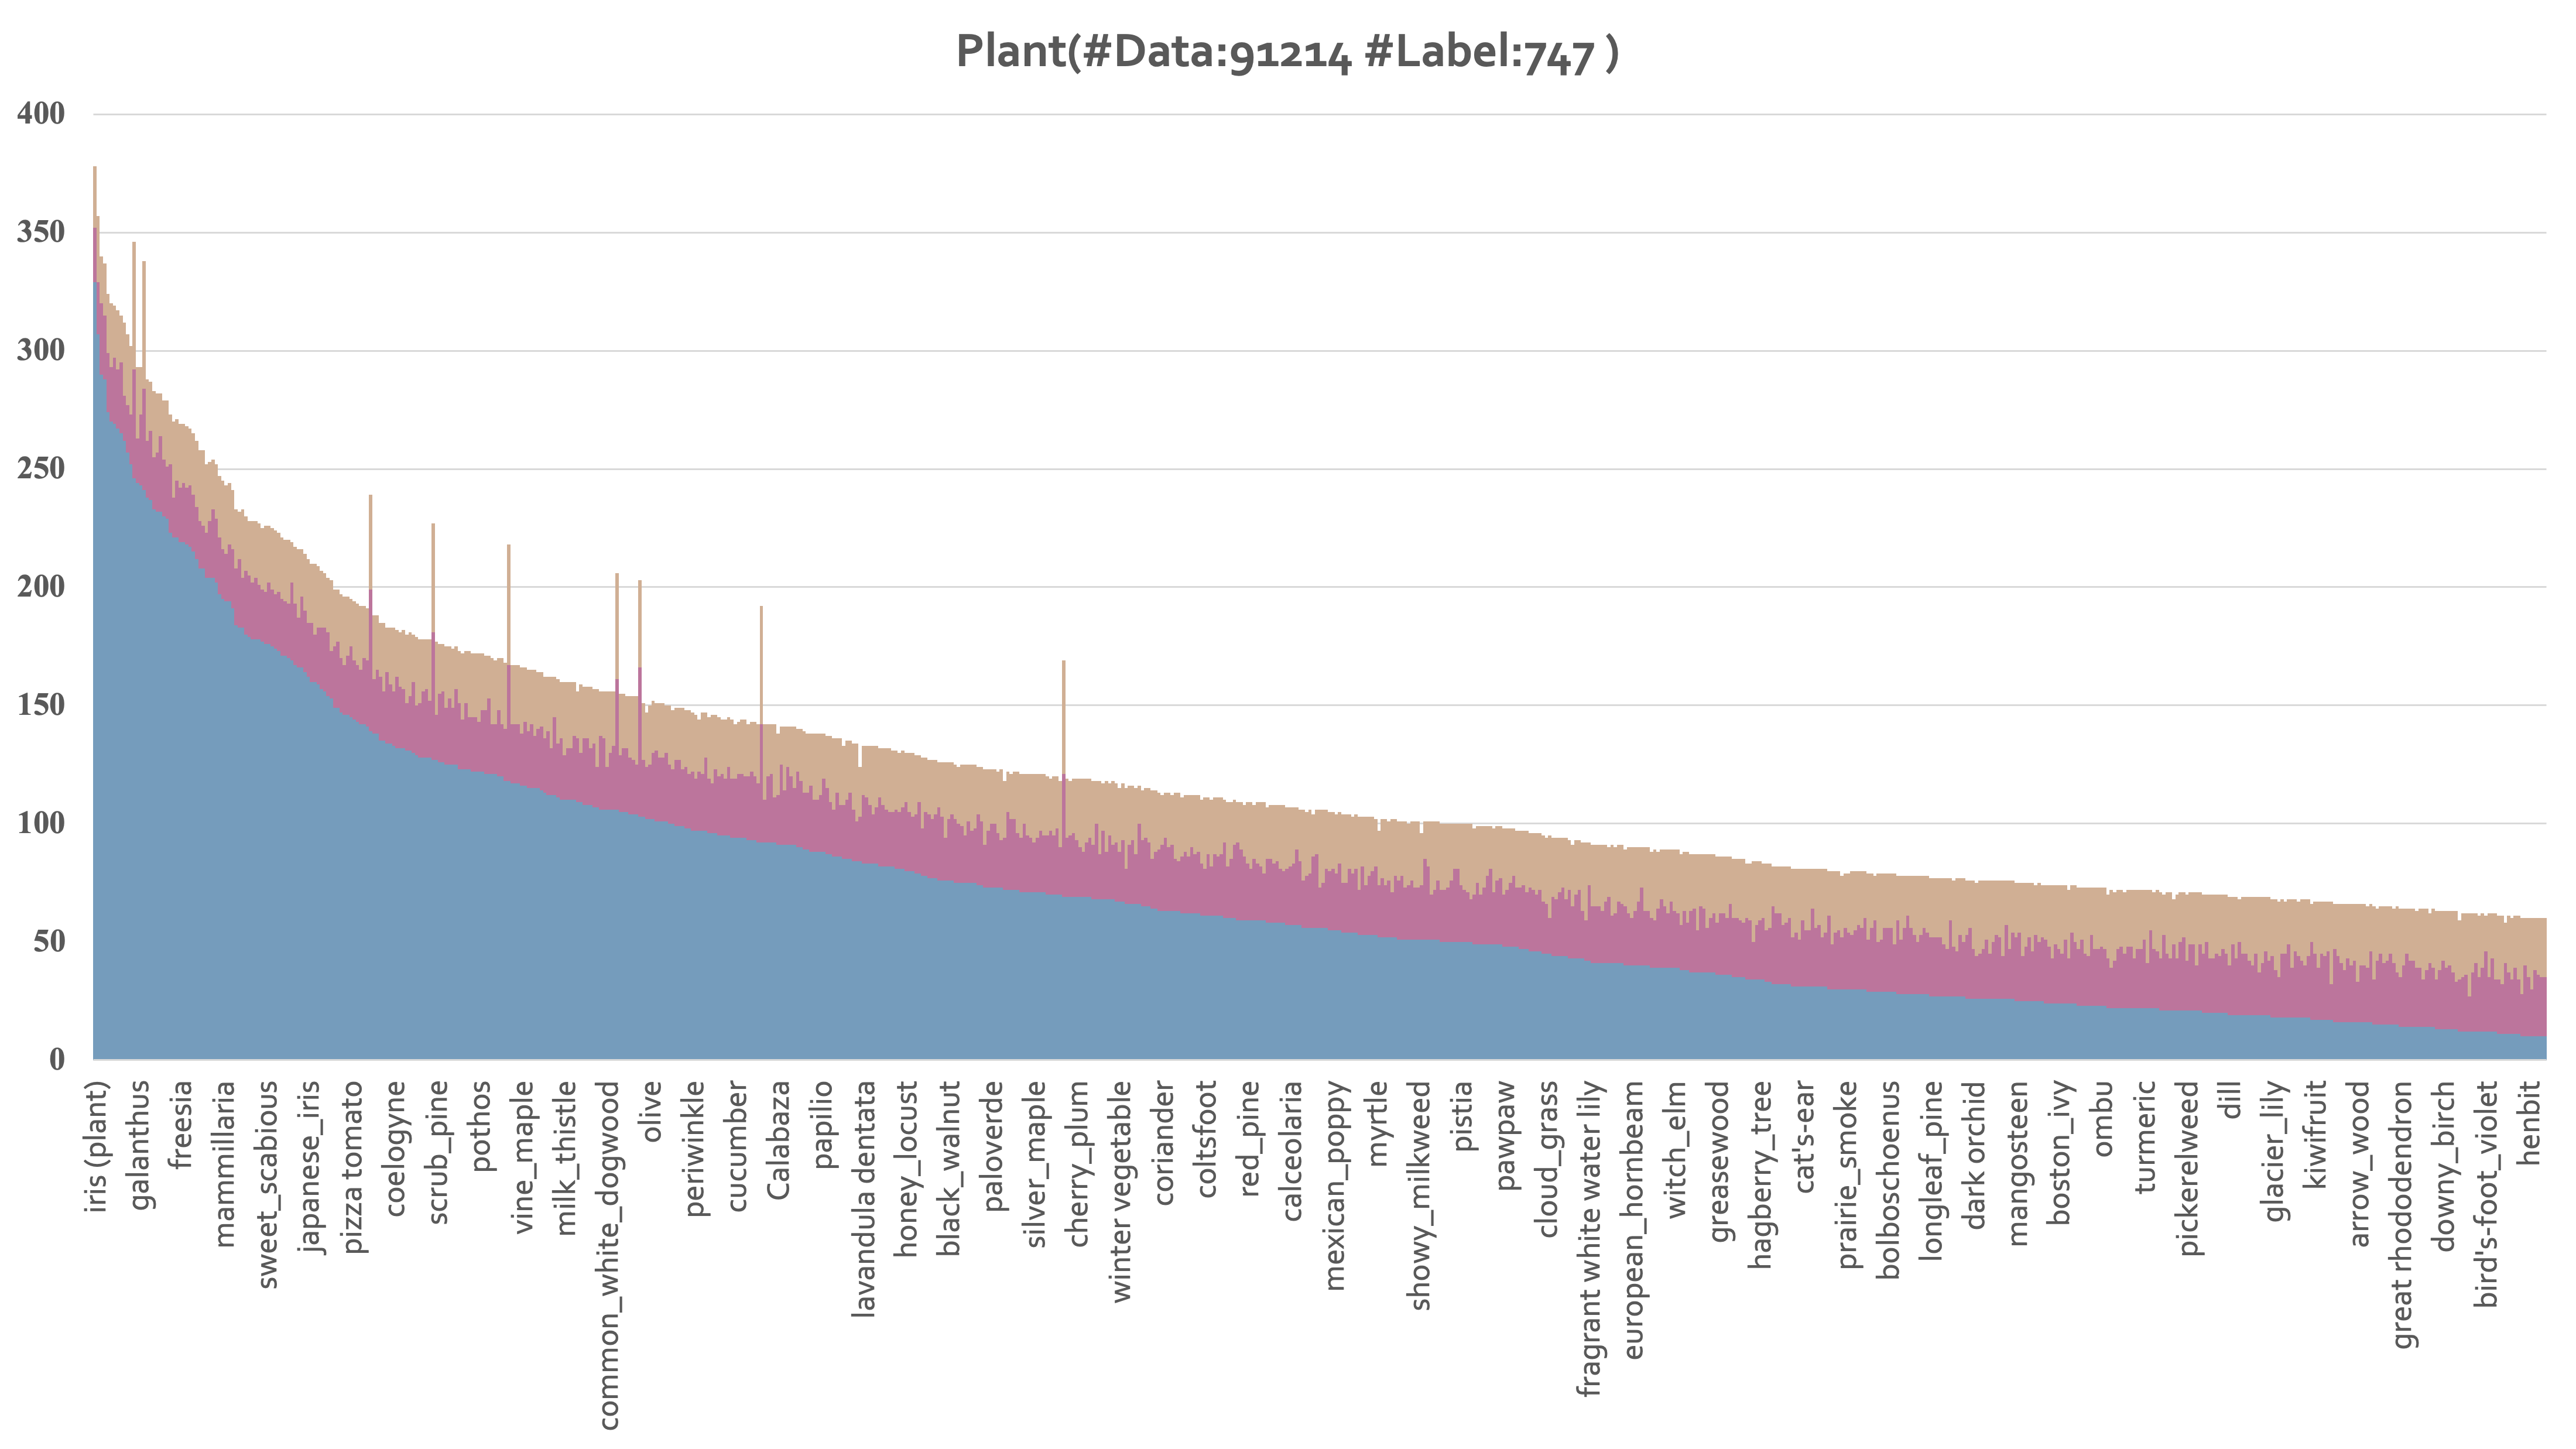 Plant(#Data:91214 #Label:747 )
400
350
300
250
200
150
100
50
0
iris (plant)
galanthus
freesia
mammillaria
sweet_scabious
japanese_iris
pizza tomato
coelogyne
scrub_pine
pothos
vine_maple
milk_thistle
common_white_dogwood
olive
periwinkle
cucumber
Calabaza
papilio
lavandula dentata
honey_locust
black_walnut
paloverde
silver_maple
cherry_plum
winter vegetable
coriander
coltsfoot
red_pine
calceolaria
mexican_poppy
myrtle
showy_milkweed
pistia
pawpaw
cloud_grass
fragrant white water lily
european_hornbeam
witch_elm
greasewood
hagberry_tree
cat's-ear
prairie_smoke
bolboschoenus
longleaf_pine
dark orchid
mangosteen
boston_ivy
ombu
turmeric
pickerelweed
dill
glacier_lily
kiwifruit
arrow_wood
great rhododendron
downy_birch
bird's-foot_violet
henbit